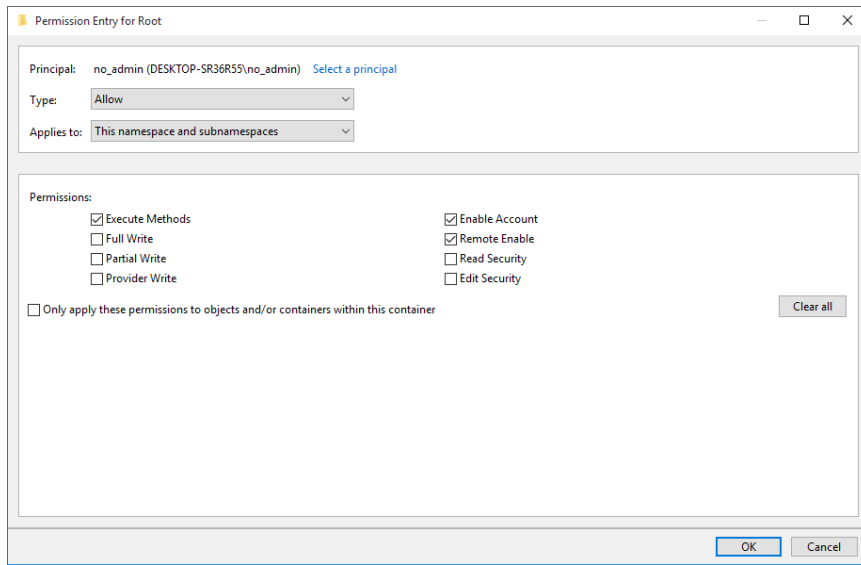 Permission Entry for Root
Principal: no_admin (DESKTOP-SR36R55\no_admin) Select a principal
Type: Allow
Applies to: This namespace and subnamespaces
Permissions:
Execute Methods Enable Account
Full Write Remote Enable
Partial Write Read Security
Provider Write Edit Security
Only apply these permissions to objects and/or containers within this container Clear all
OK Cancel